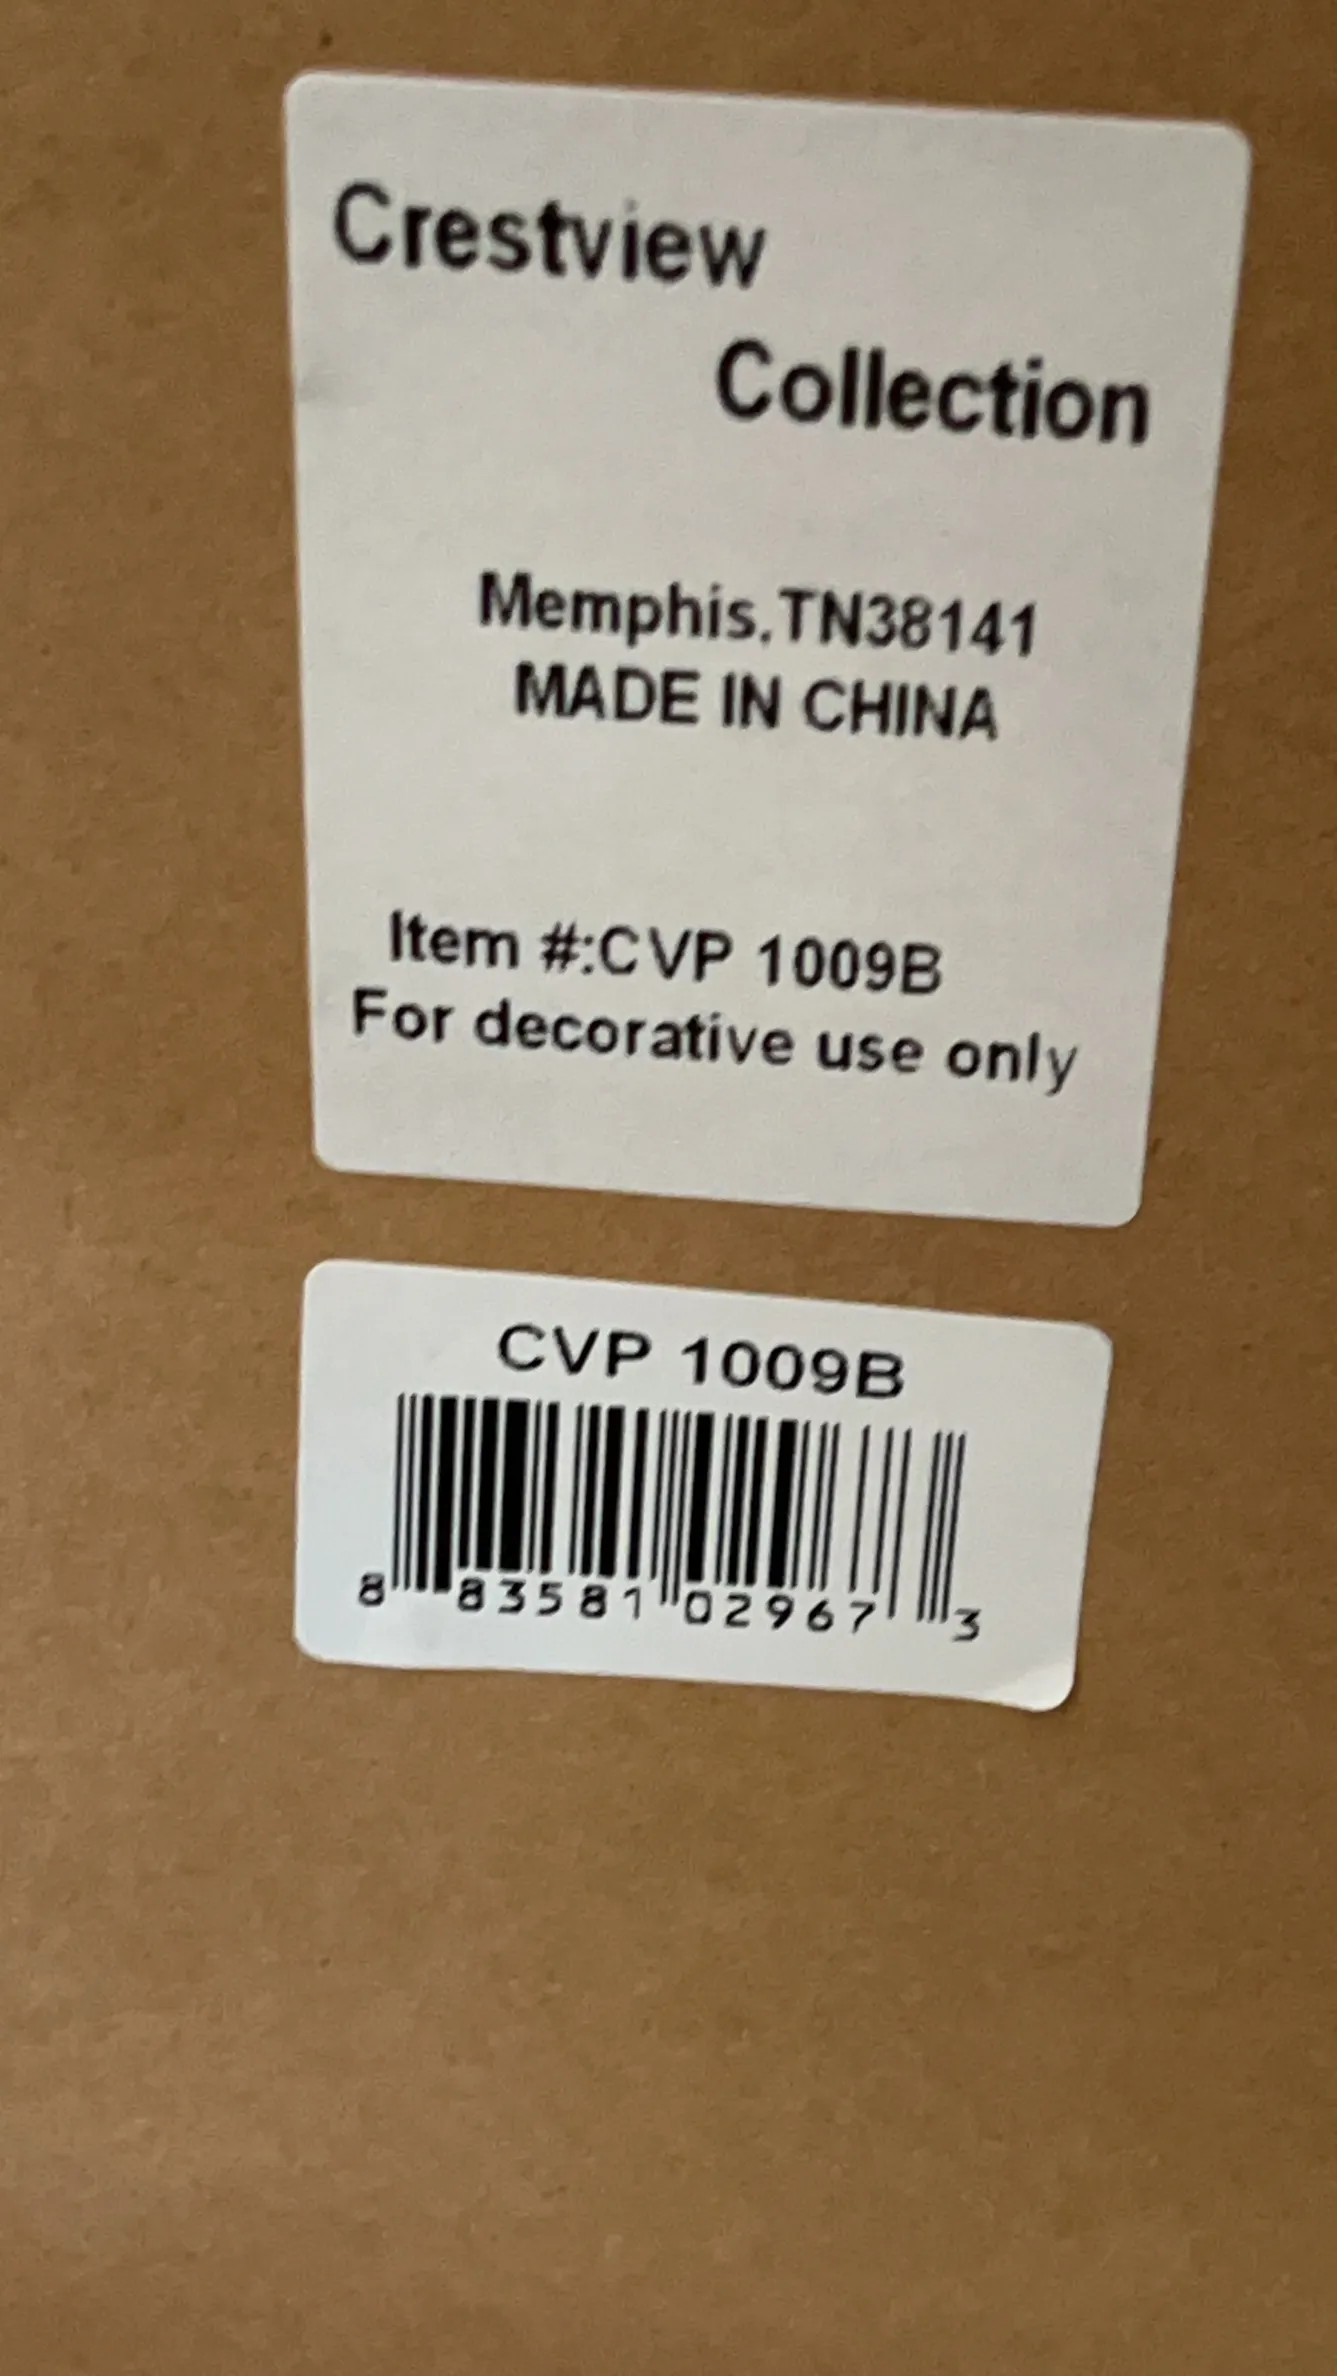 Crestview
Collection
Memphis.TN38141
MADE IN CHINA
Item #:CVP 1009B
For decorative use only
CVP 1009B
8 83581 02967 3